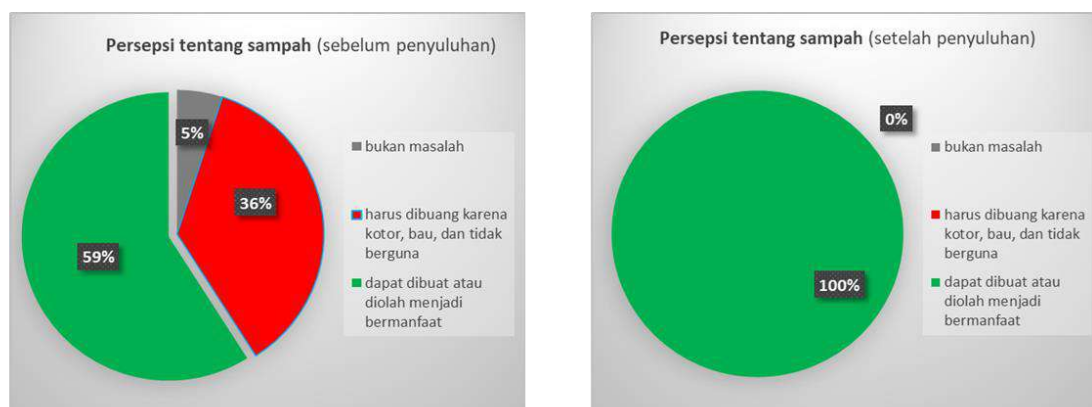 Persepsi tentang sampah (sebelum penyuluhan)
5%
36%
59%
bukan masalah
harus dibuang karena
kotor, bau, dan tidak
berguna
dapat dibuat atau
diolah menjadi
bermanfaat
Persepsi tentang sampah (setelah penyuluhan)
0%
100%
bukan masalah
harus dibuang karena
kotor, bau, dan tidak
berguna
dapat dibuat atau
diolah menjadi
bermanfaat